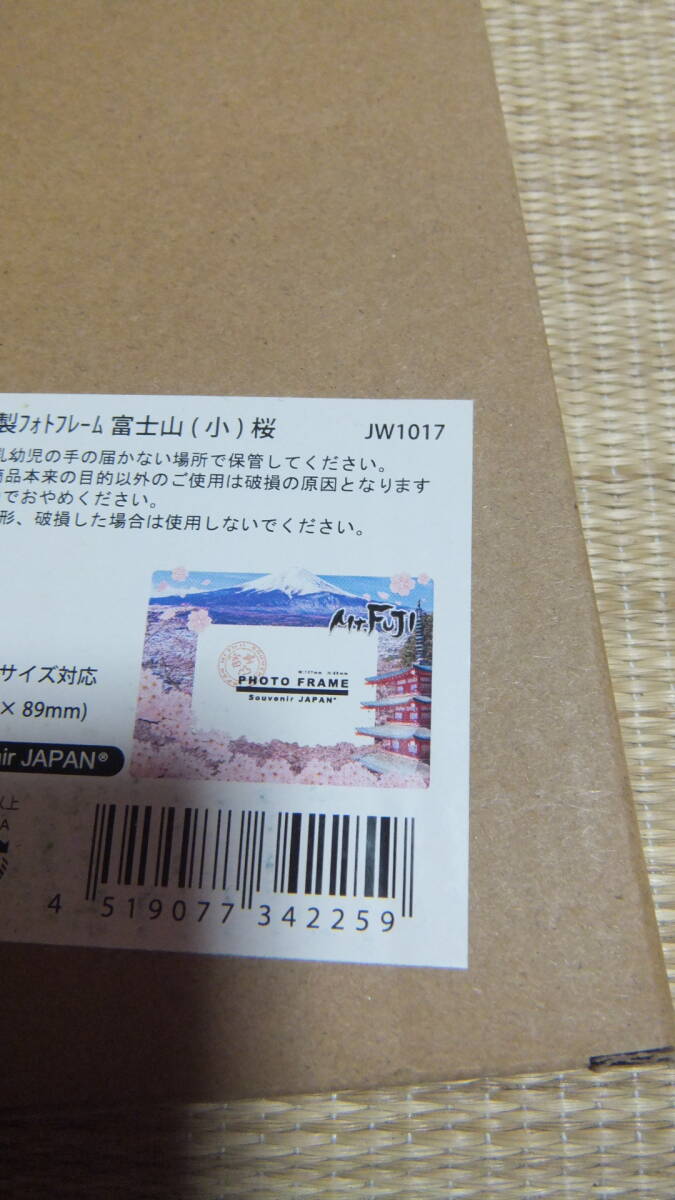 製フォトフレーム 富士山(小)桜 JW1017
乳幼児の手の届かない場所で保管してください。
商品本来の目的以外のご使用は破損の原因となります
でおやめください。
形、破損した場合は使用しないでください。
Mt.FUJI
PHOTO FRAME
Souvenir JAPAN
サイズ対応
× 89mm)
nir JAPAN®
以上
A
4 519077 342259